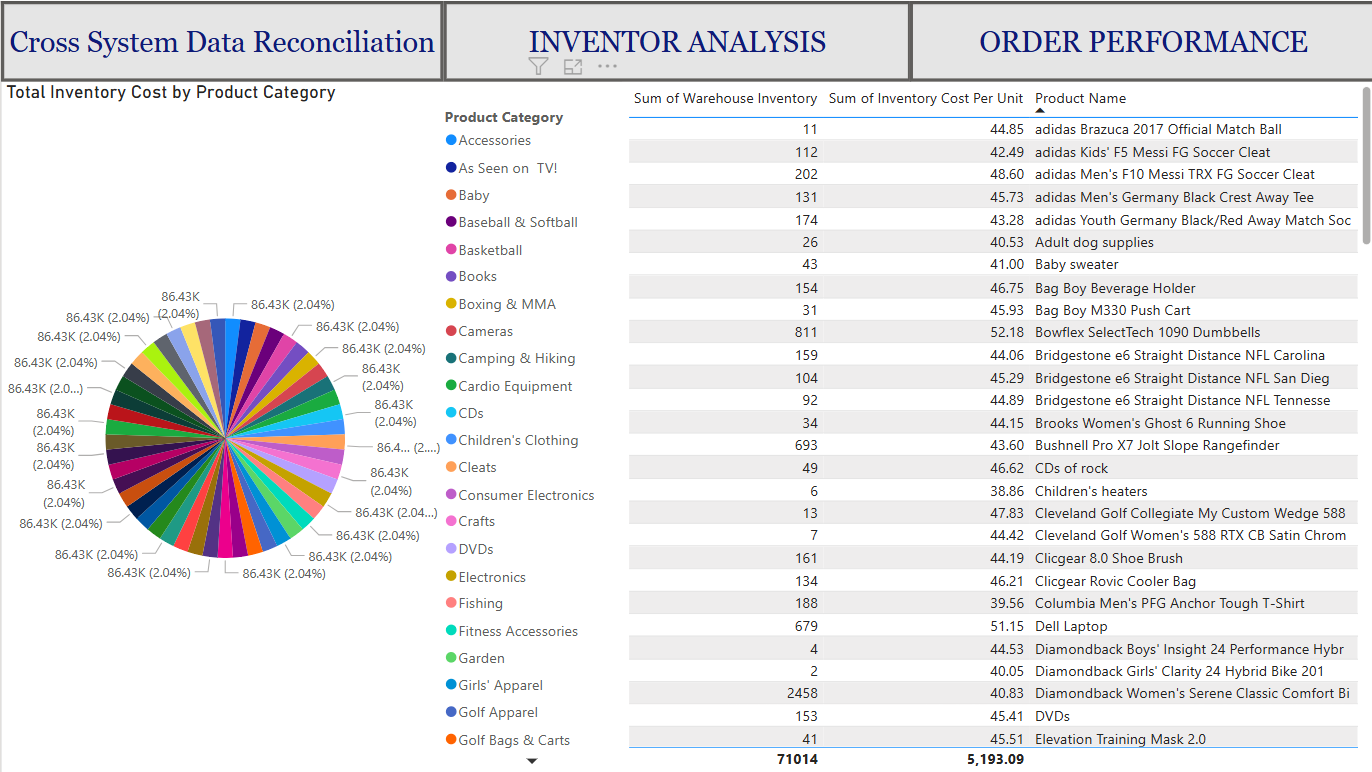 Cross System Data Reconciliation
INVENTOR ANALYSIS
ORDER PERFORMANCE
Total Inventory Cost by Product Category
86.43K
(2.04%)
86.43K (2.04%)
86.43K (2.04%)
86.43K (2.04%)
86.43K (2.04%)
86.43K (2.04%)
86.43K (2.04%)
86.43K
(2.04%)
86.43K (2.0...)
86.43K
(2.04%)
86.43K
(2.04%)
86.4... (2....)
86.43K
(2.04%)
86.43K
(2.04%)
86.43K
(2.04%)
86.43K (2.04...)
86.43K (2.04%)
86.43K (2.04%)
86.43K (2.04%)
86.43K (2.04%)
86.43K (2.04%)
86.43K (2.04%)
Product Category
Accessories
As Seen on  TV!
Baby
Baseball & Softball
Basketball
Books
Boxing & MMA
Cameras
Camping & Hiking
Cardio Equipment
CDs
Children's Clothing
Cleats
Consumer Electronics
Crafts
DVDs
Electronics
Fishing
Fitness Accessories
Garden
Girls' Apparel
Golf Apparel
Golf Bags & Carts
Sum of Warehouse Inventory Sum of Inventory Cost Per Unit Product Name
11 44.85 adidas Brazuca 2017 Official Match Ball
112 42.49 adidas Kids' F5 Messi FG Soccer Cleat
202 48.60 adidas Men's F10 Messi TRX FG Soccer Cleat
131 45.73 adidas Men's Germany Black Crest Away Tee
174 43.28 adidas Youth Germany Black/Red Away Match Soc
26 40.53 Adult dog supplies
43 41.00 Baby sweater
154 46.75 Bag Boy Beverage Holder
31 45.93 Bag Boy M330 Push Cart
811 52.18 Bowflex SelectTech 1090 Dumbbells
159 44.06 Bridgestone e6 Straight Distance NFL Carolina
104 45.29 Bridgestone e6 Straight Distance NFL San Dieg
92 44.89 Bridgestone e6 Straight Distance NFL Tennesse
34 44.15 Brooks Women's Ghost 6 Running Shoe
693 43.60 Bushnell Pro X7 Jolt Slope Rangefinder
49 46.62 CDs of rock
6 38.86 Children's heaters
13 47.83 Cleveland Golf Collegiate My Custom Wedge 588
7 44.42 Cleveland Golf Women's 588 RTX CB Satin Chrom
161 44.19 Clicgear 8.0 Shoe Brush
134 46.21 Clicgear Rovic Cooler Bag
188 39.56 Columbia Men's PFG Anchor Tough T-Shirt
679 51.15 Dell Laptop
4 44.53 Diamondback Boys' Insight 24 Performance Hybr
2 40.05 Diamondback Girls' Clarity 24 Hybrid Bike 201
2458 40.83 Diamondback Women's Serene Classic Comfort Bi
153 45.41 DVDs
41 45.51 Elevation Training Mask 2.0
71014 5,193.09